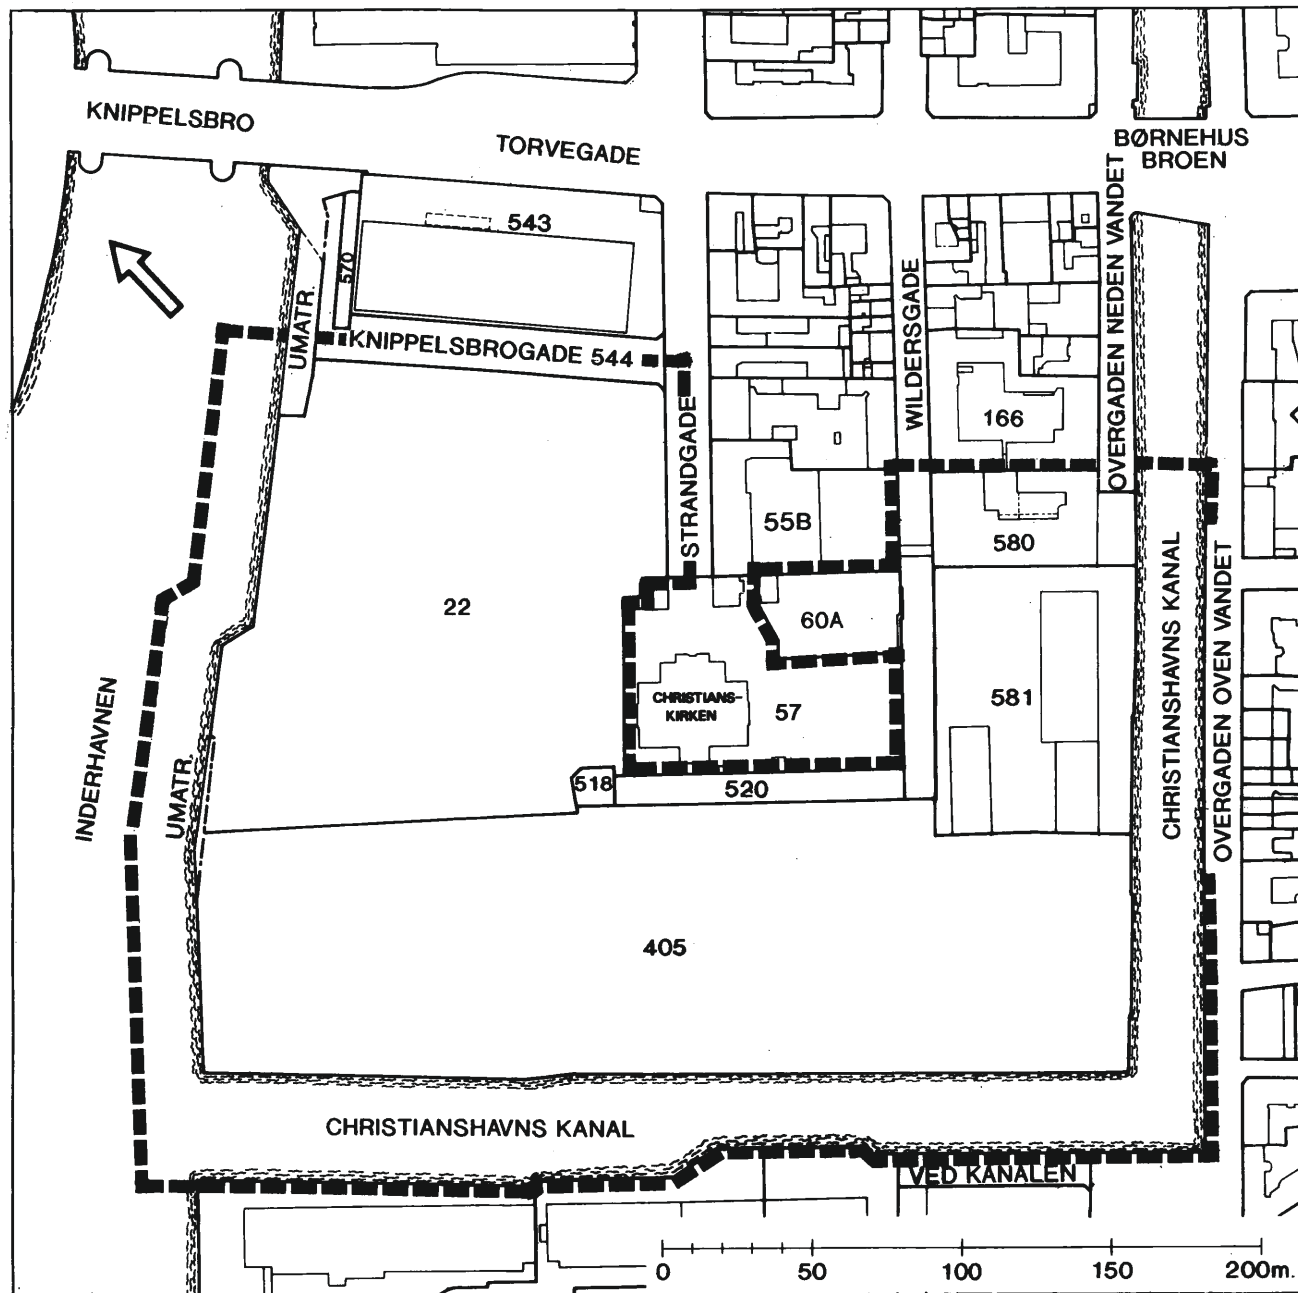 KNIPPELSBRO
TORVEGADE
BØRNEHUS
BROEN
543
570
UMATR.
KNIPPELSBROGADE 544
STRANDGADE
WILDERSGADE
OVERGADEN NEDEN VANDET
166
55B
580
22
60A
CHRISTIANS-
KIRKEN
57
581
CHRISTIANSHAVNS KANAL
OVERGADEN OVEN VANDET
INDERHAVNEN
UMATR.
518
520
405
CHRISTIANSHAVNS KANAL
VED KANALEN
0 50 100 150 200m.